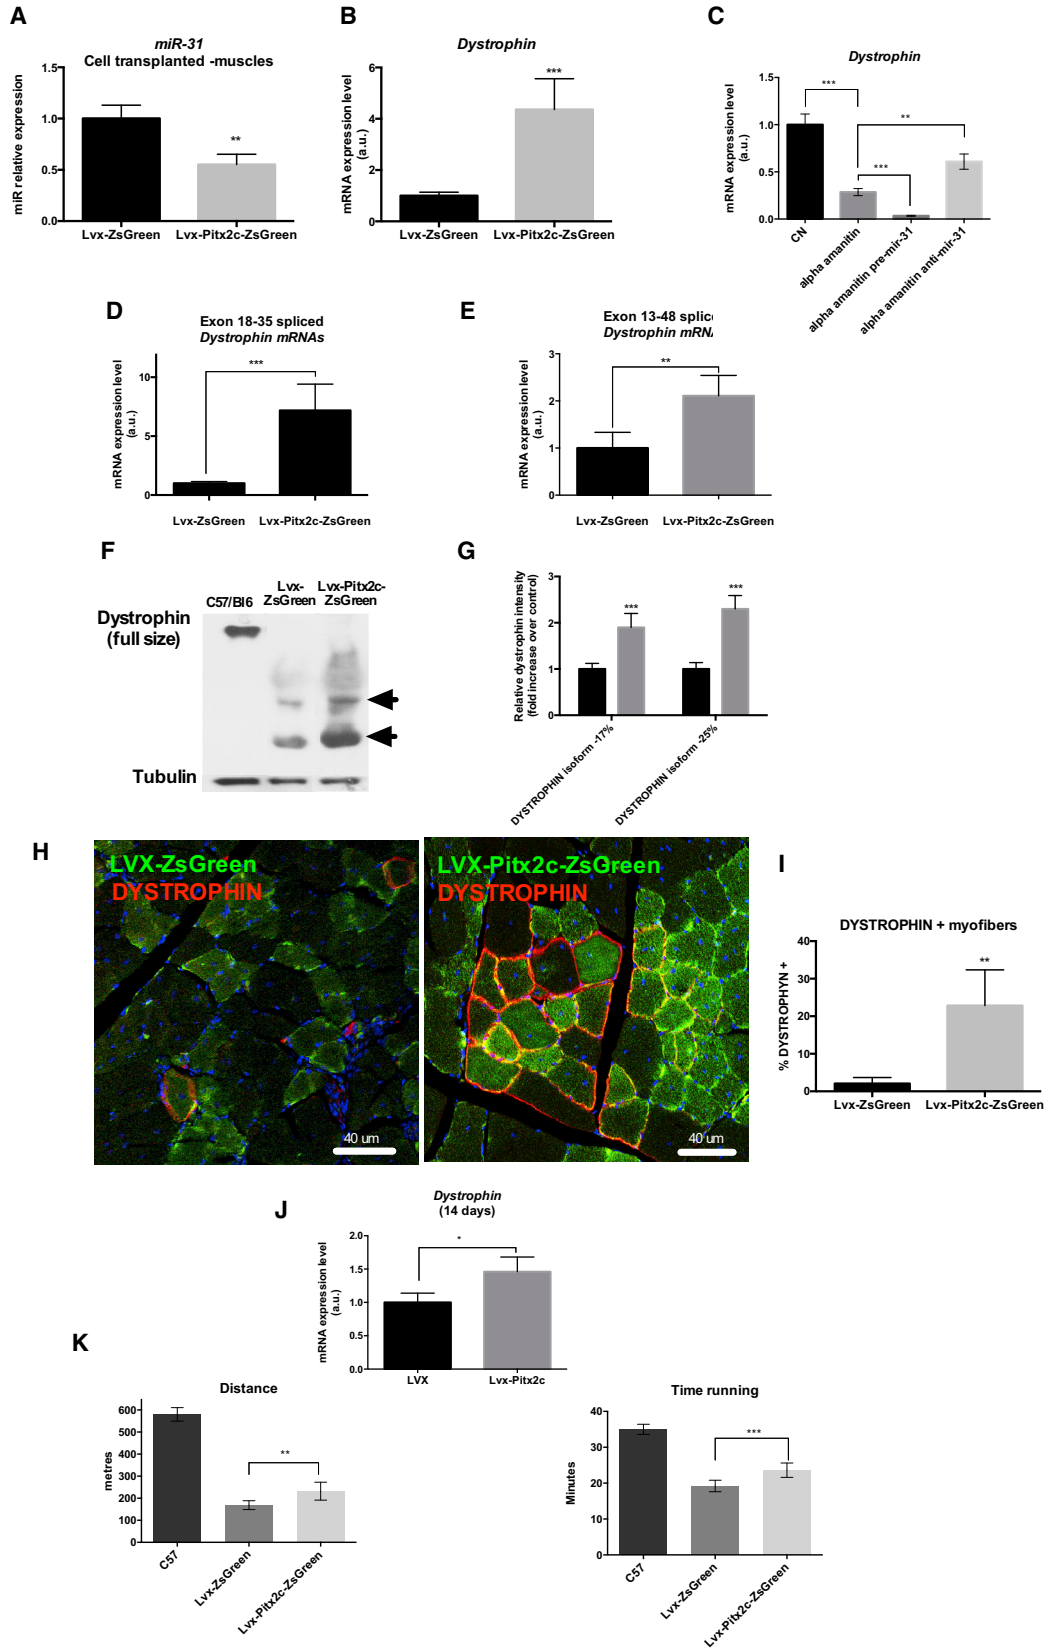 A
miR-31
Cell transplanted -muscles
miR relative expression
1.5
1.0
0.5
0.0
**
Lvx-ZsGreen
Lvx-Pitx2c-ZsGreen
B
Dystrophin
mRNA expression level
(a.u.)
6
4
2
0
***
Lvx-ZsGreen
Lvx-Pitx2c-ZsGreen
C
Dystrophin
mRNA expression level
(a.u.)
1.5
1.0
0.5
0.0
***
**
***
CN
alpha amanitin
alpha amanitin pre-mir-31
alpha amanitin anti-mir-31
D
Exon 18-35 spliced
Dystrophin mRNAs
mRNA expression level
(a.u.)
10
5
0
***
Lvx-ZsGreen
Lvx-Pitx2c-ZsGreen
E
Exon 13-48 splic
Dystrophin mRN
mRNA expression level
(a.u.)
3
2
1
0
**
Lvx-ZsGreen
Lvx-Pitx2c-ZsGreen
F
C57/Bl6
Lvx-
ZsGreen
Lvx-Pitx2c-
ZsGreen
Dystrophin
(full size)
Tubulin
G
Relative dystrophin intensity
(fold increase over control)
3
2
1
0
***
***
DYSTROPHIN isoform -17%
DYSTROPHIN isoform -25%
H
LVX-ZsGreen
DYSTROPHIN
40 um
LVX-Pitx2c-ZsGreen
DYSTROPHIN
40 um
I
DYSTROPHIN + myofibers
% DYSTROPHYN +
40
30
20
10
0
**
Lvx-ZsGreen
Lvx-Pitx2c-ZsGreen
J
Dystrophin
(14 days)
mRNA expression level
(a.u.)
2.0
1.5
1.0
0.5
0.0
*
LVX
Lvx-Pitx2c
K
Distance
metres
600
500
400
300
200
100
0
**
C57
Lvx-ZsGreen
Lvx-Pitx2c-ZsGreen
Time running
Minutes
40
30
20
10
0
***
C57
Lvx-ZsGreen
Lvx-Pitx2c-ZsGreen